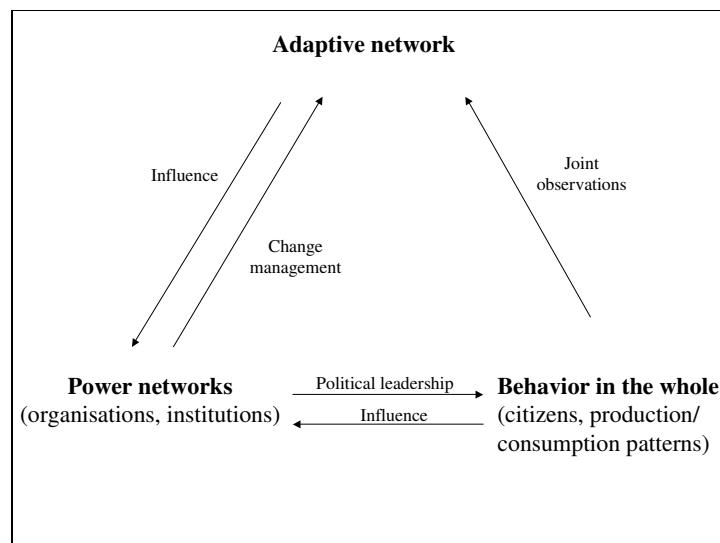 Adaptive network
Influence
Joint
observations
Change
management
Power networks
(organisations, institutions)
Political leadership
Influence
Behavior in the whole
(citizens, production/
consumption patterns)